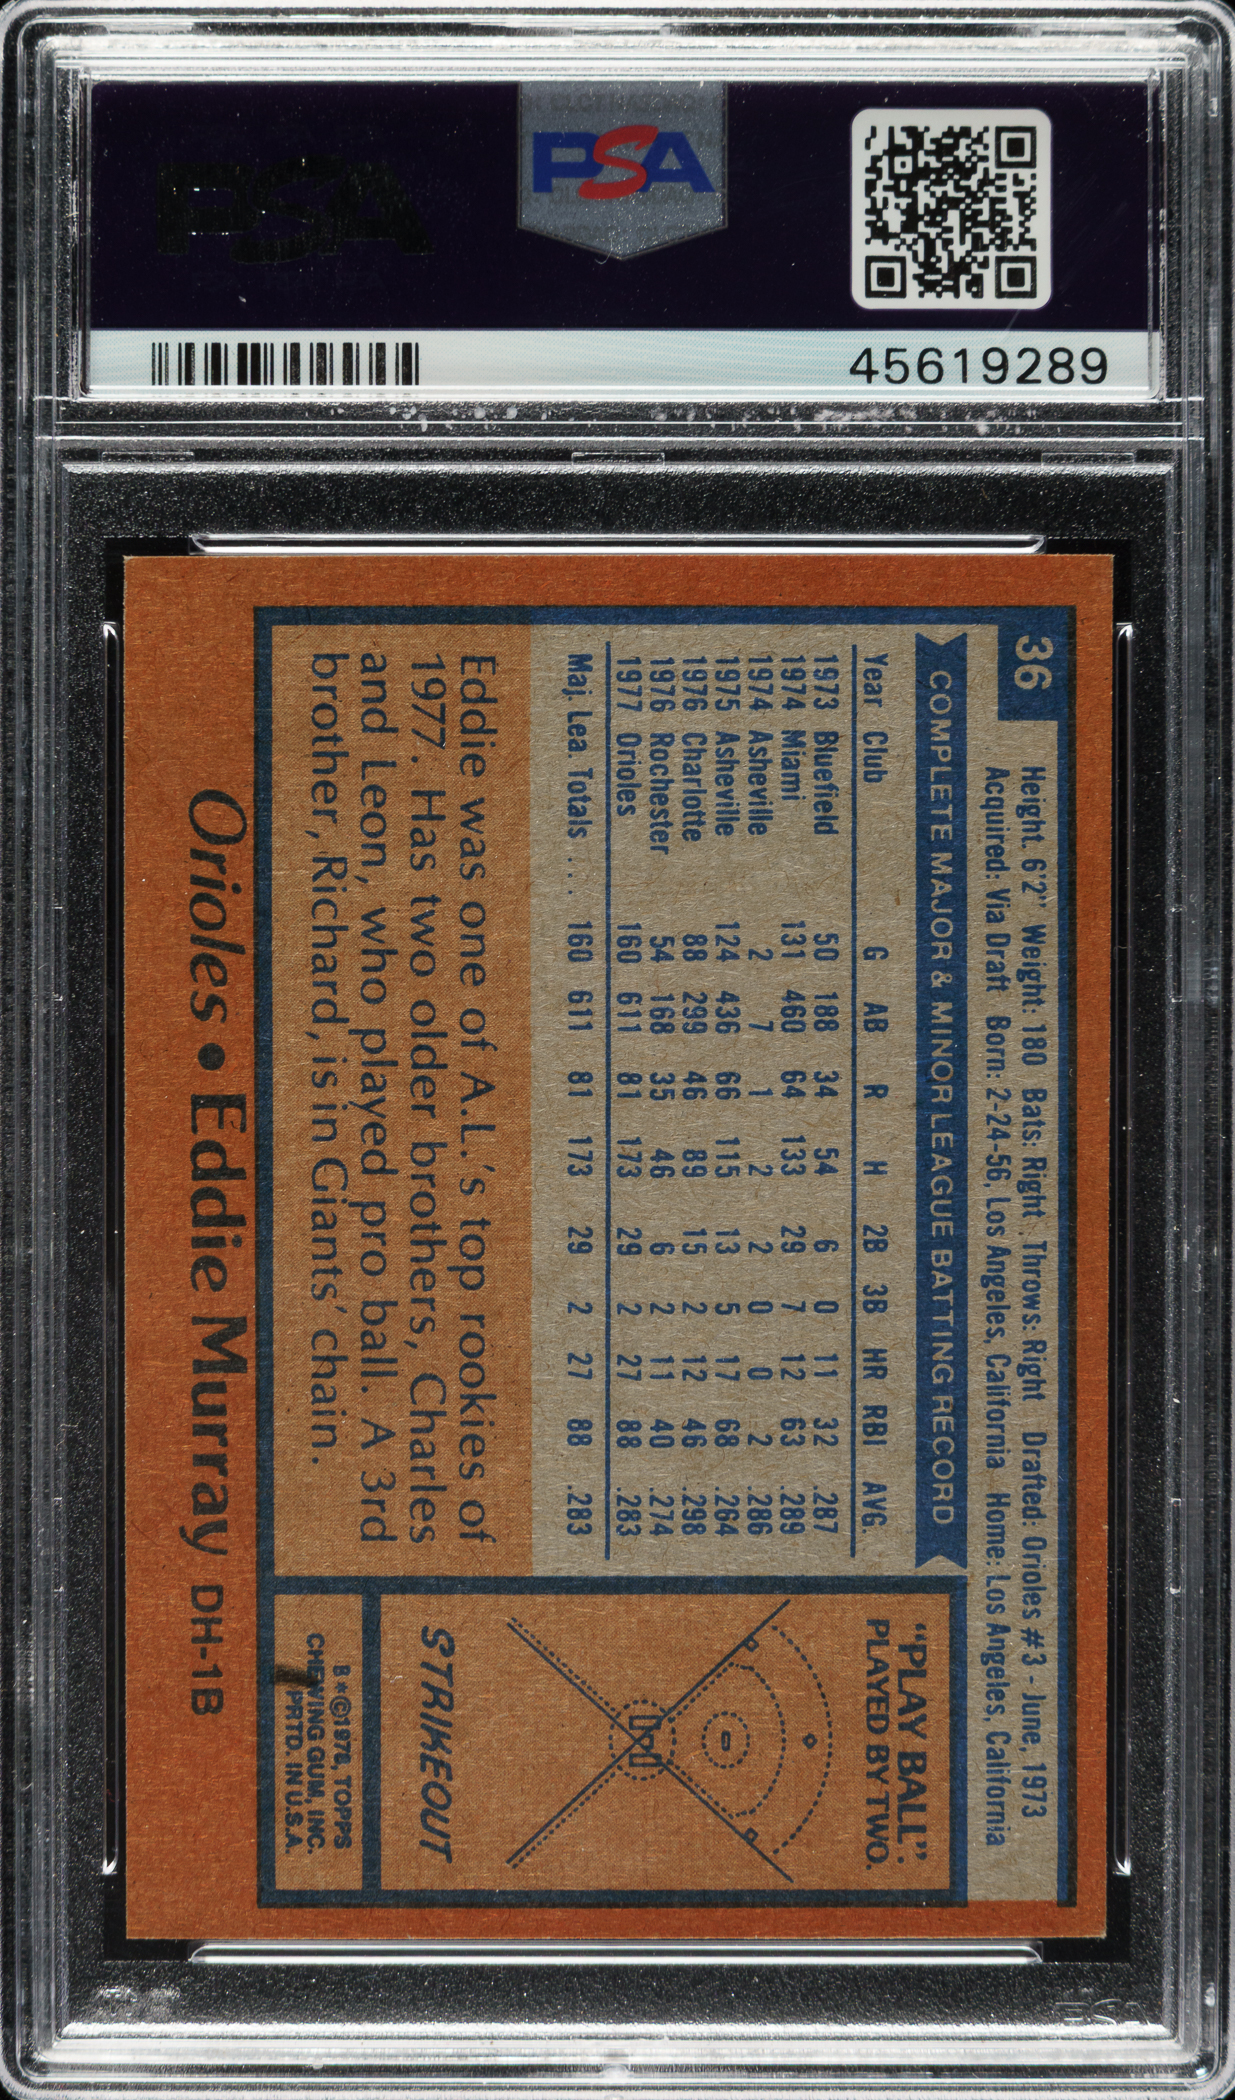 PSA
PSA
45619289
36
Height. 6'2" Weight: 180 Bats: Right Throws: Right Drafted: Orioles #3 - June, 1973
Acquired: Via Draft Born: 2-24-56, Los Angeles, California Home: Los Angeles, California
COMPLETE MAJOR & MINOR LEAGUE BATTING RECORD
Year Club G AB R H 2B 3B HR RBI AVG.
1973 Bluefield 50 188 34 54 6 0 11 32 .287
1974 Miami 131 460 64 133 29 7 12 63 .289
1974 Asheville 2 7 1 2 2 0 0 2 .286
1975 Asheville 124 436 66 115 13 5 17 68 .264
1976 Charlotte 88 299 46 89 15 2 12 46 .298
1976 Rochester 54 168 35 46 6 2 11 40 .274
1977 Orioles 160 611 81 173 29 2 27 88 .283
Maj. Lea. Totals . . . 160 611 81 173 29 2 27 88 .283
Eddie was one of A.L.'s top rookies of
1977. Has two older brothers, Charles
and Leon, who played pro ball. A 3rd
brother, Richard, is in Giants' chain.
"PLAY BALL":
PLAYED BY TWO.
STRIKEOUT
B*©1978, TOPPS
CHEWING GUM, INC.
PRTD. IN U.S.A.
Orioles • Eddie Murray DH-1B